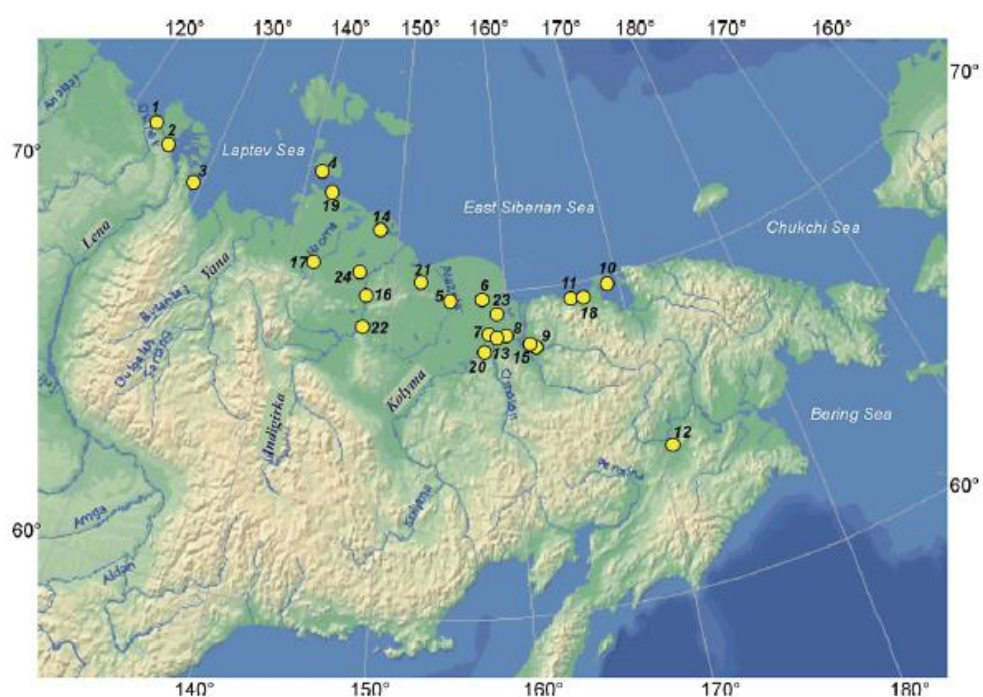 120° 130° 140° 150° 160° 170° 180° 170° 160°
70°
1
2
70°
3
Laptev Sea
4
19
14
East Siberian Sea
Chukchi Sea
Lena
Yana
17
24
16
22
21
5
6
23
7
8
13
20
9
15
11
18
10
Kolyma
Indigirka
Bering Sea
12
60°
60°
Amga
Aldan
140° 150° 160° 170° 180°